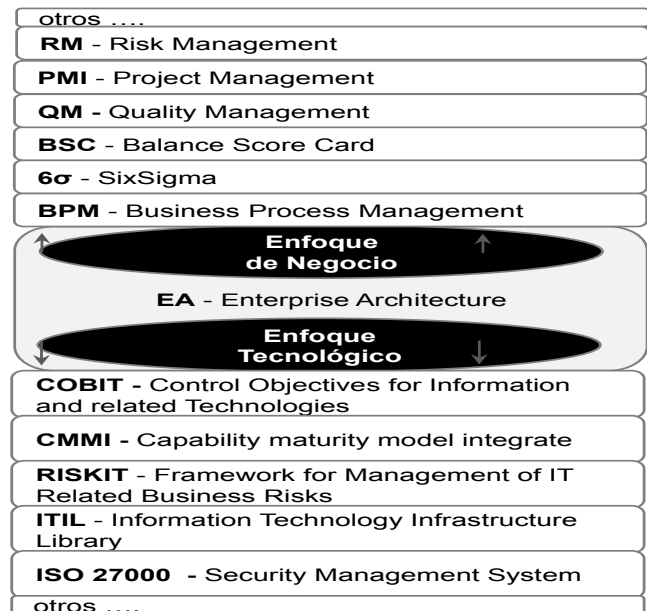 otros ....
RM - Risk Management
PMI - Project Management
QM - Quality Management
BSC - Balance Score Card
6σ - SixSigma
BPM - Business Process Management
Enfoque
de Negocio
EA - Enterprise Architecture
Enfoque
Tecnológico
COBIT - Control Objectives for Information
and related Technologies
CMMI - Capability maturity model integrate
RISKIT - Framework for Management of IT
Related Business Risks
ITIL - Information Technology Infrastructure
Library
ISO 27000 - Security Management System
otros ....